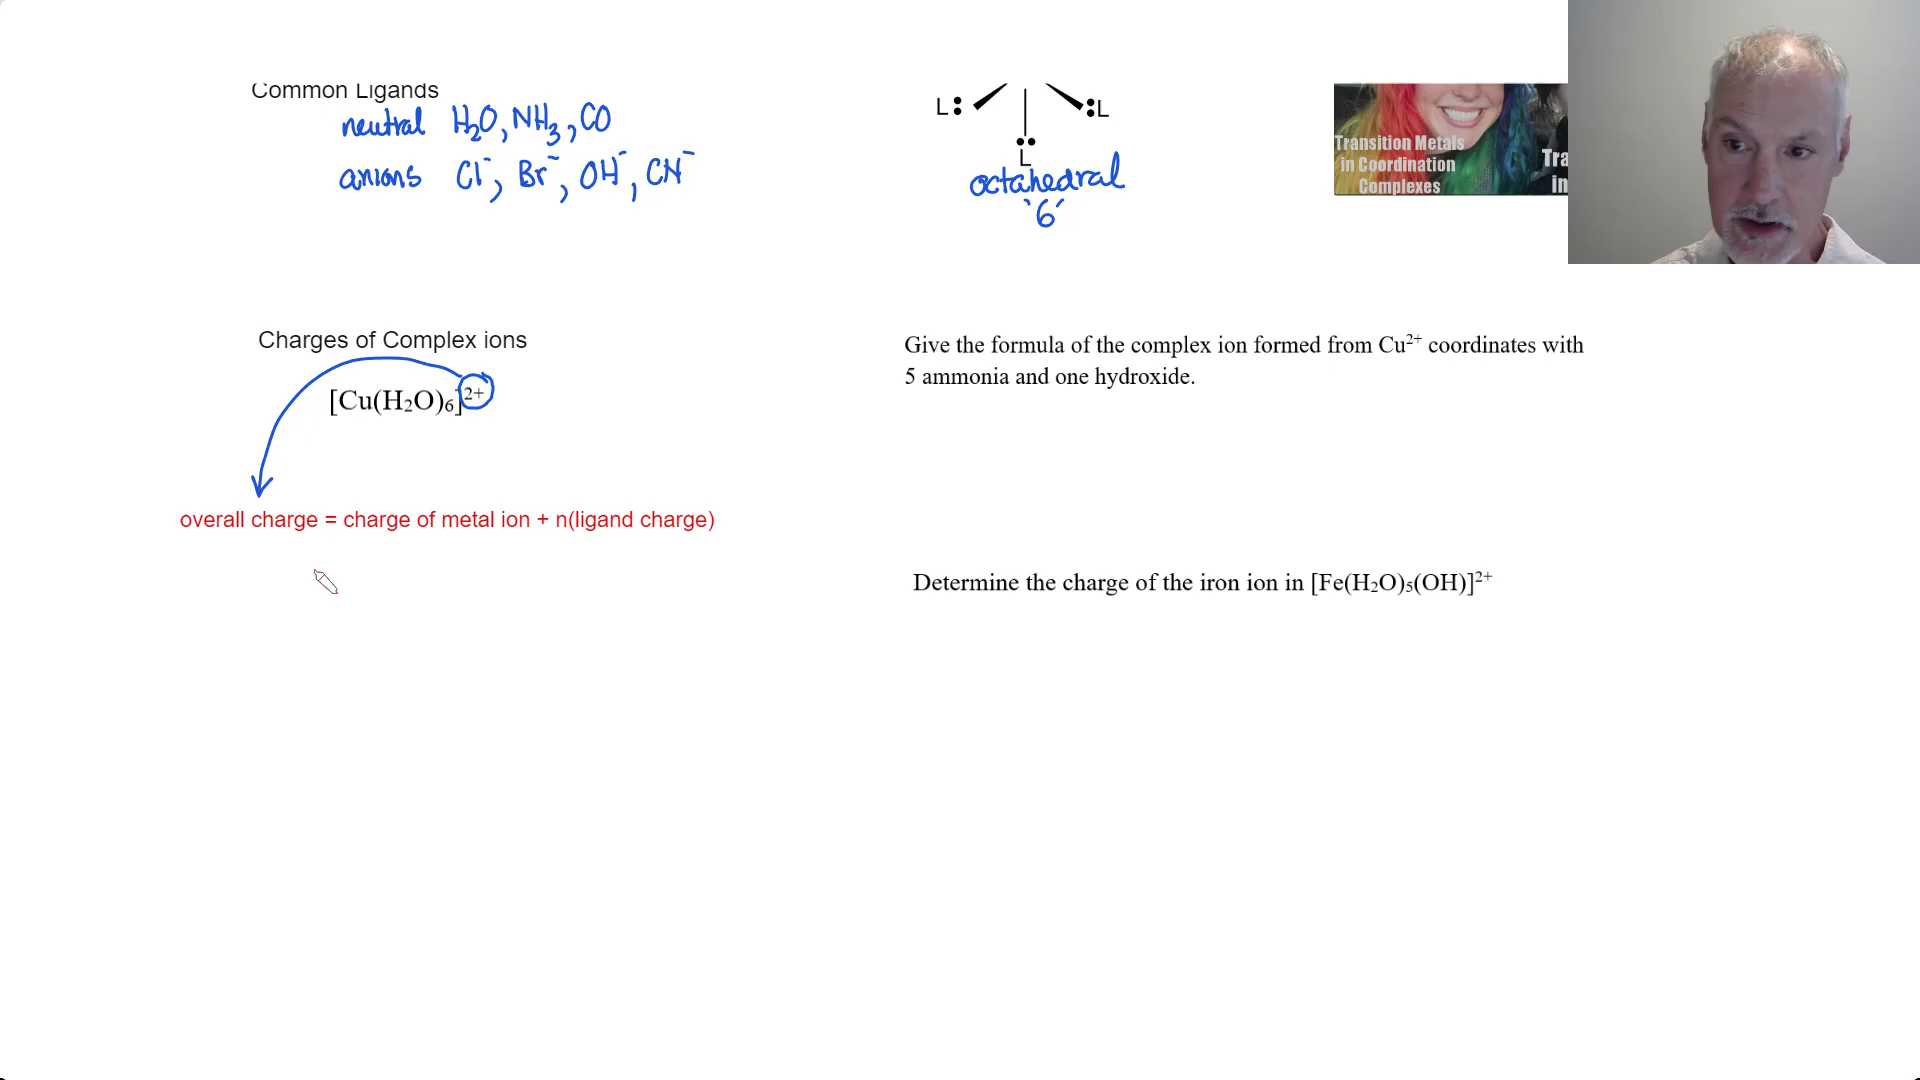 Common Ligands
neutral H₂O, NH₃, CO
anions Cl⁻, Br⁻, OH⁻, CN⁻
L: :L
L
octahedral
'6'
Transition Metals
in Coordination
Complexes
Tra
in
Charges of Complex ions
[Cu(H₂O)₆]²⁺
overall charge = charge of metal ion + n(ligand charge)
Give the formula of the complex ion formed from Cu²⁺ coordinates with
5 ammonia and one hydroxide.
Determine the charge of the iron ion in [Fe(H₂O)₅(OH)]²⁺